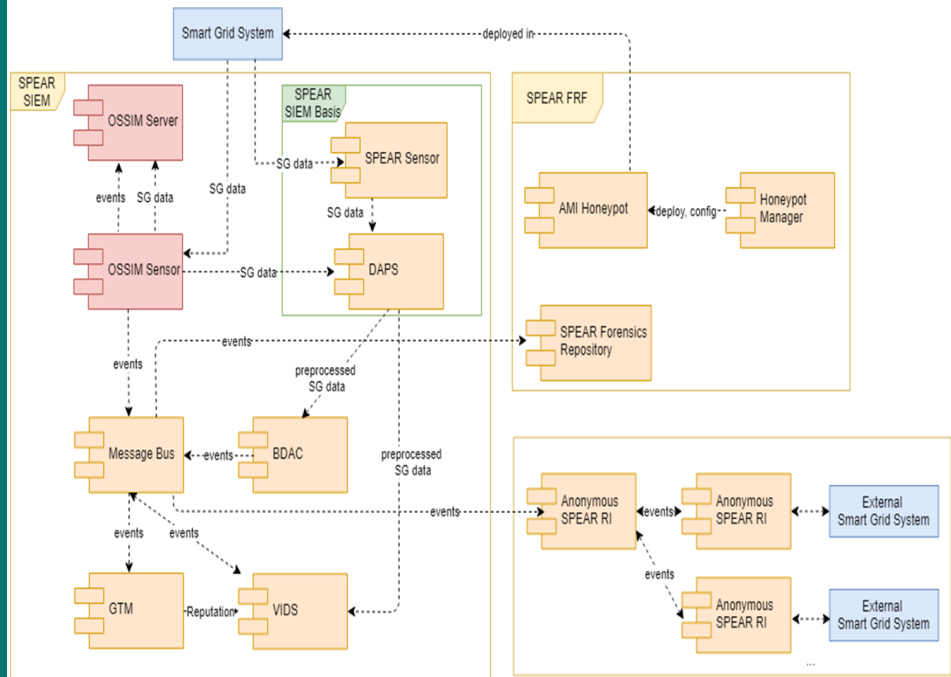 Smart Grid System
deployed in
SPEAR
SIEM
OSSIM Server
SPEAR
SIEM Basis
SPEAR Sensor
SG data
SG data
events
SG data
SG data
OSSIM Sensor
SG data
DAPS
SPEAR FRF
AMI Honeypot
deploy, config
Honeypot
Manager
SPEAR Forensics
Repository
events
events
preprocessed
SG data
preprocessed
SG data
Message Bus
events
BDAC
events
events
events
GTM
Reputation
VIDS
Anonymous
SPEAR RI
events
Anonymous
SPEAR RI
External
Smart Grid System
events
Anonymous
SPEAR RI
External
Smart Grid System
...